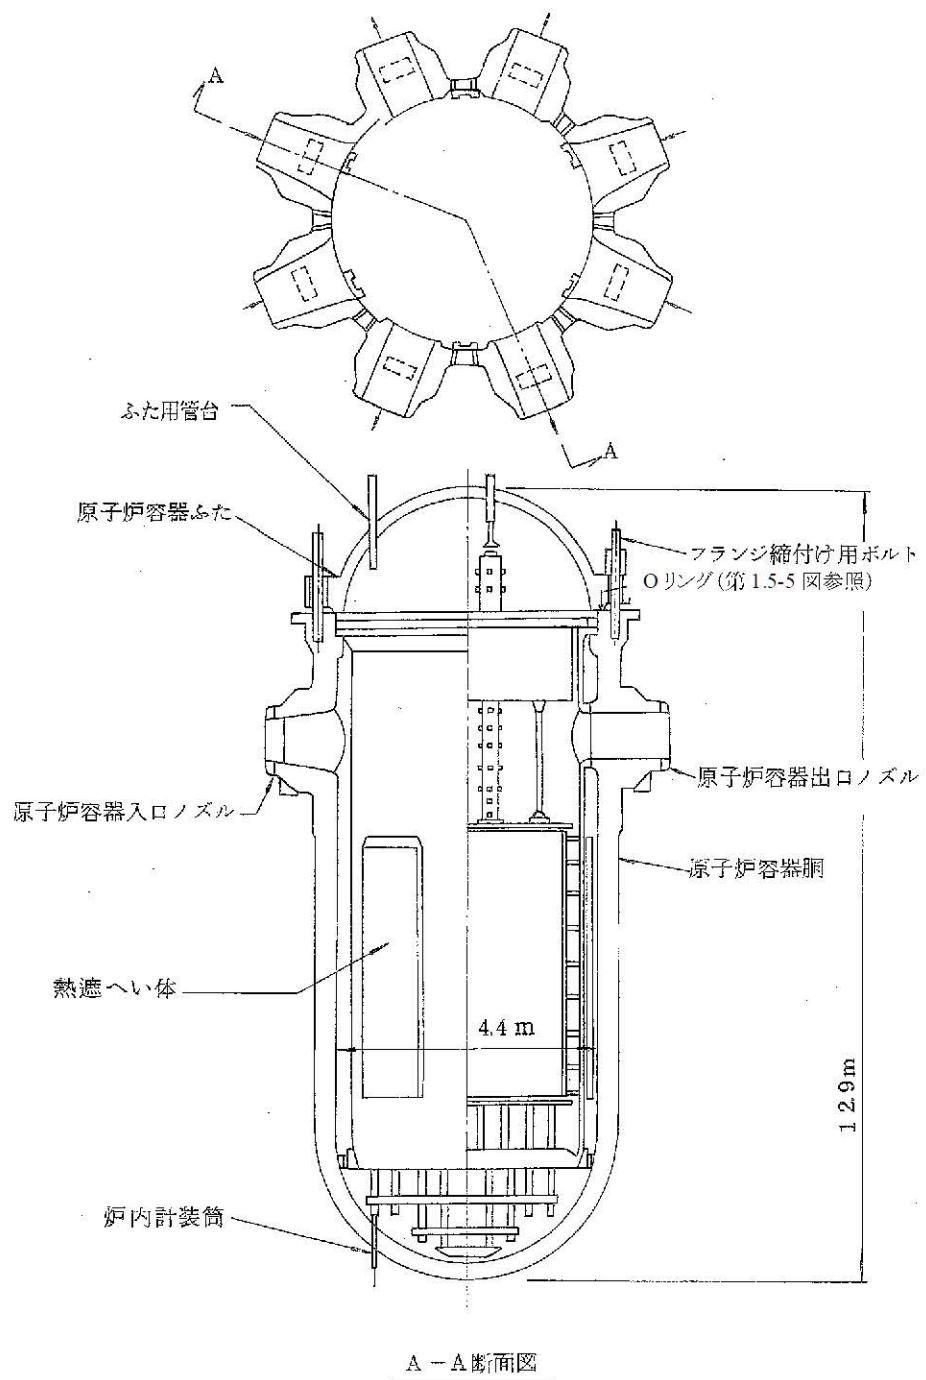 A
A
ふた用管台
原子炉容器ふた
フランジ締付け用ボルト
Oリング(第1.5-5図参照)
原子炉容器出口ノズル
原子炉容器入口ノズル
原子炉容器胴
熱遮へい体
4.4m
12.9m
炉内計装筒
A-A断面図